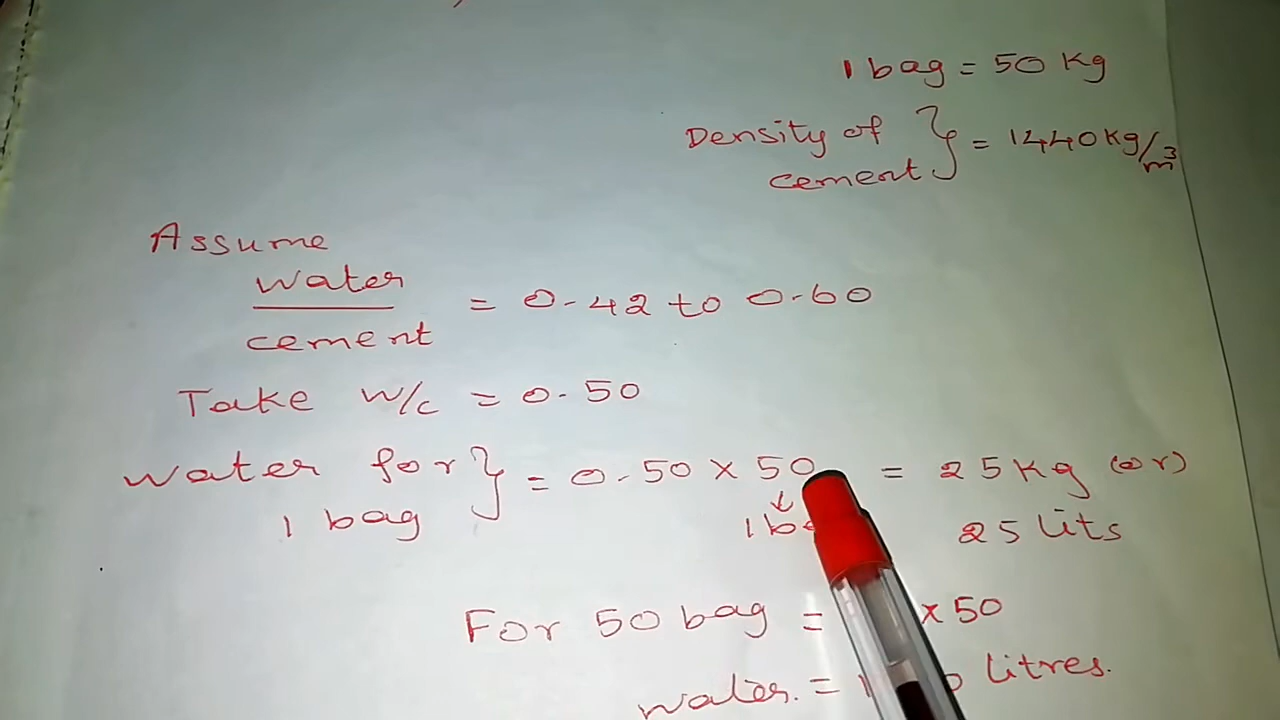 1 bag = 50 Kg
Density of cement } = 1440 kg/m³
Assume
water
cement = 0.42 to 0.60
Take w/c = 0.50
water for 1 bag } = 0.50 x 50 = 25 Kg (or)
1 25 lits
For 50 bag = x 50
water. = litres.